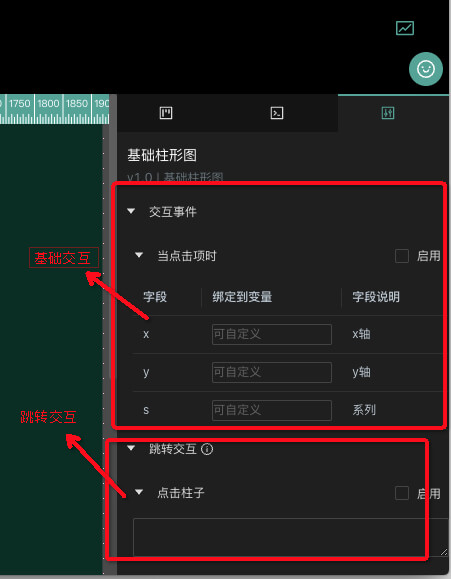 0 1750 1800 1850 190
基础柱形图
v1.0 | 基础柱形图
交互事件
基础交互
当点击项时 启用
字段 绑定到变量 字段说明
x 可自定义 x轴
y 可自定义 y轴
s 可自定义 系列
跳转交互
跳转交互
点击柱子 启用